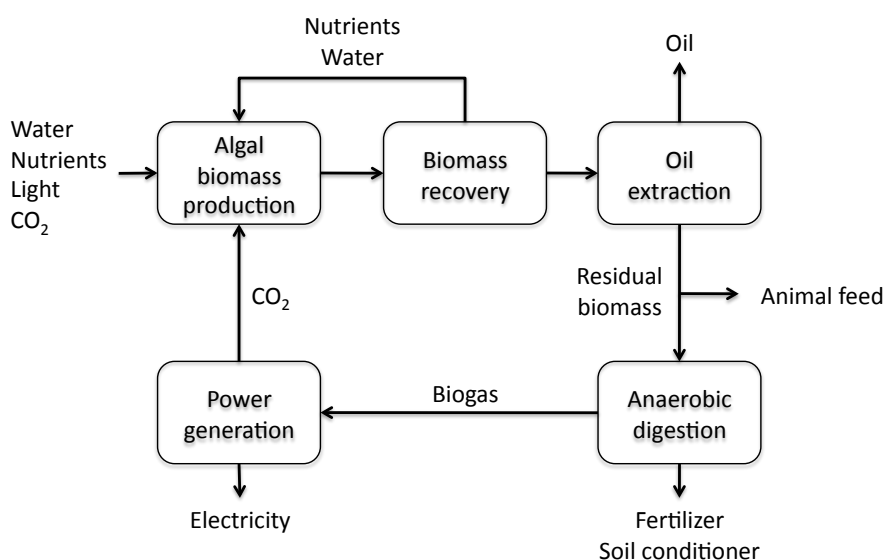 Nutrients
Water
Oil
Water
Nutrients
Light
CO₂
Algal
biomass
production
Biomass
recovery
Oil
extraction
CO₂
Residual
biomass
Animal feed
Power
generation
Biogas
Anaerobic
digestion
Electricity
Fertilizer
Soil conditioner